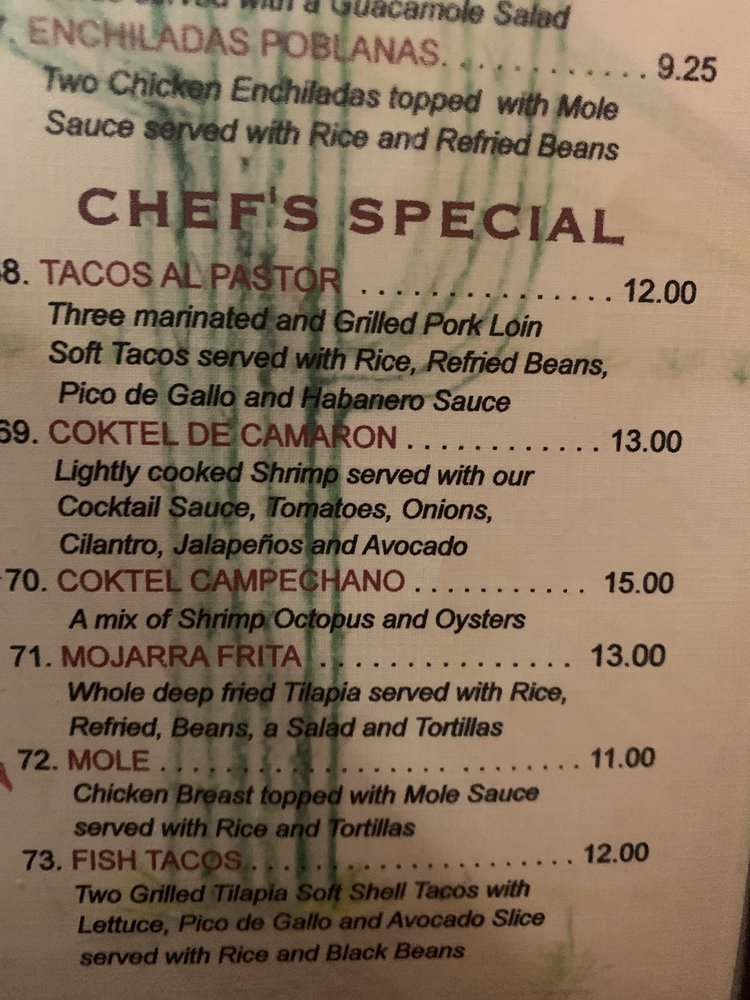 served with a Guacamole Salad
7. ENCHILADAS POBLANAS. . . . . . . . . . . . . 9.25
Two Chicken Enchiladas topped with Mole
Sauce served with Rice and Refried Beans
CHEF'S SPECIAL
68. TACOS AL PASTOR . . . . . . . . . . . . . . . 12.00
Three marinated and Grilled Pork Loin
Soft Tacos served with Rice, Refried Beans,
Pico de Gallo and Habanero Sauce
69. COKTEL DE CAMARON . . . . . . . . . . . . 13.00
Lightly cooked Shrimp served with our
Cocktail Sauce, Tomatoes, Onions,
Cilantro, Jalapeños and Avocado
70. COKTEL CAMPECHANO . . . . . . . . . . . 15.00
A mix of Shrimp Octopus and Oysters
71. MOJARRA FRITA . . . . . . . . . . . . . . . . 13.00
Whole deep fried Tilapia served with Rice,
Refried, Beans, a Salad and Tortillas
72. MOLE . . . . . . . . . . . . . . . . . . . . . . . . . . 11.00
Chicken Breast topped with Mole Sauce
served with Rice and Tortillas
73. FISH TACOS. . . . . . . . . . . . . . . . . . . . 12.00
Two Grilled Tilapia Soft Shell Tacos with
Lettuce, Pico de Gallo and Avocado Slice
served with Rice and Black Beans